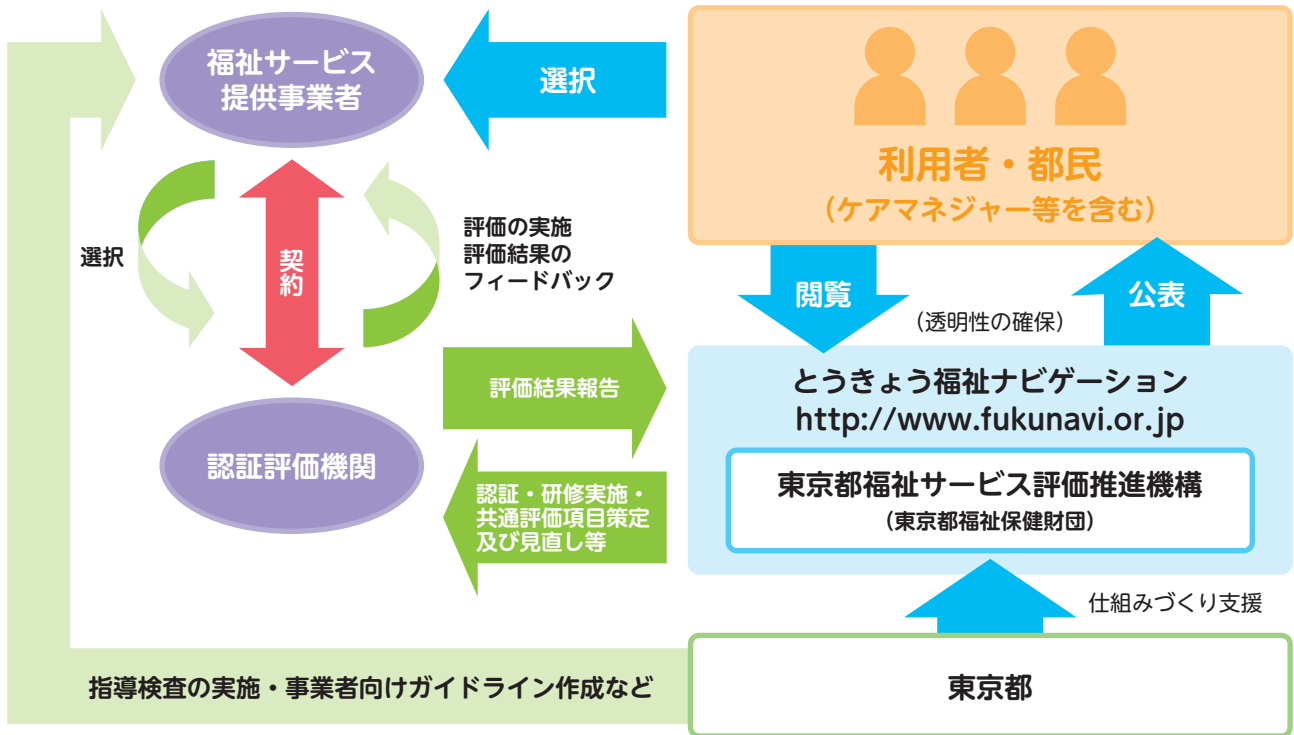 福祉サービス
提供事業者
選択
利用者・都民
（ケアマネジャー等を含む）
選択
契約
評価の実施
評価結果の
フィードバック
閲覧
（透明性の確保）
公表
評価結果報告
とうきょう福祉ナビゲーション
http://www.fukunavi.or.jp
認証評価機関
東京都福祉サービス評価推進機構
（東京都福祉保健財団）
認証・研修実施・
共通評価項目策定
及び見直し等
仕組みづくり支援
指導検査の実施・事業者向けガイドライン作成など
東京都